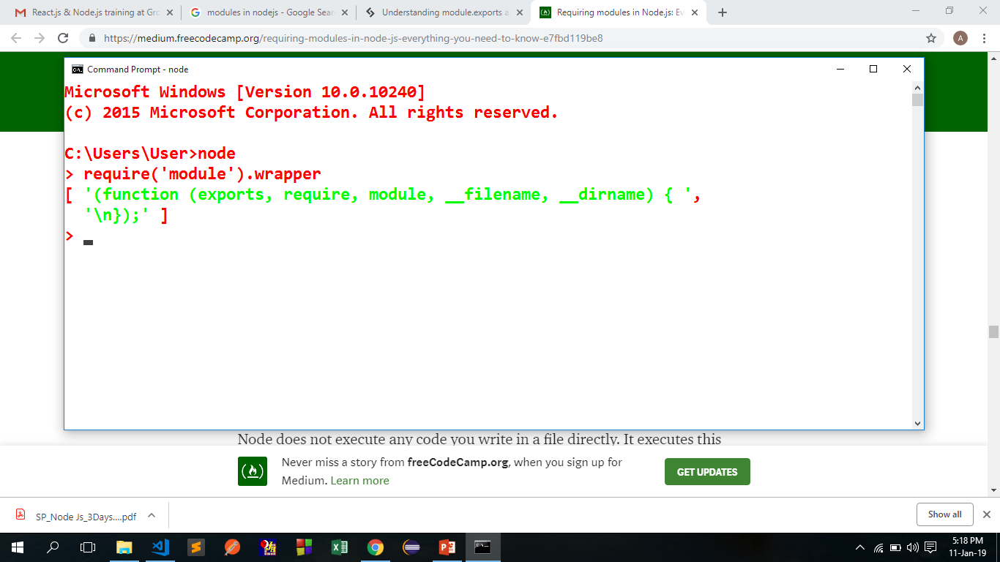 React.js & Node.js training at Gro
modules in nodejs - Google Sear
Understanding module.exports a
Requiring modules in Node.js: Ev
https://medium.freecodecamp.org/requiring-modules-in-node-js-everything-you-need-to-know-e7fbd119be8
A
Command Prompt - node
Microsoft Windows [Version 10.0.10240]
(c) 2015 Microsoft Corporation. All rights reserved.
C:\Users\User>node
> require('module').wrapper
[ '(function (exports, require, module, __filename, __dirname) { ',
'\n});' ]
>
Node does not execute any code you write in a file directly. It executes this
Never miss a story from freeCodeCamp.org, when you sign up for
Medium. Learn more
GET UPDATES
SP_Node Js_3Days....pdf
Show all
5:18 PM
11-Jan-19